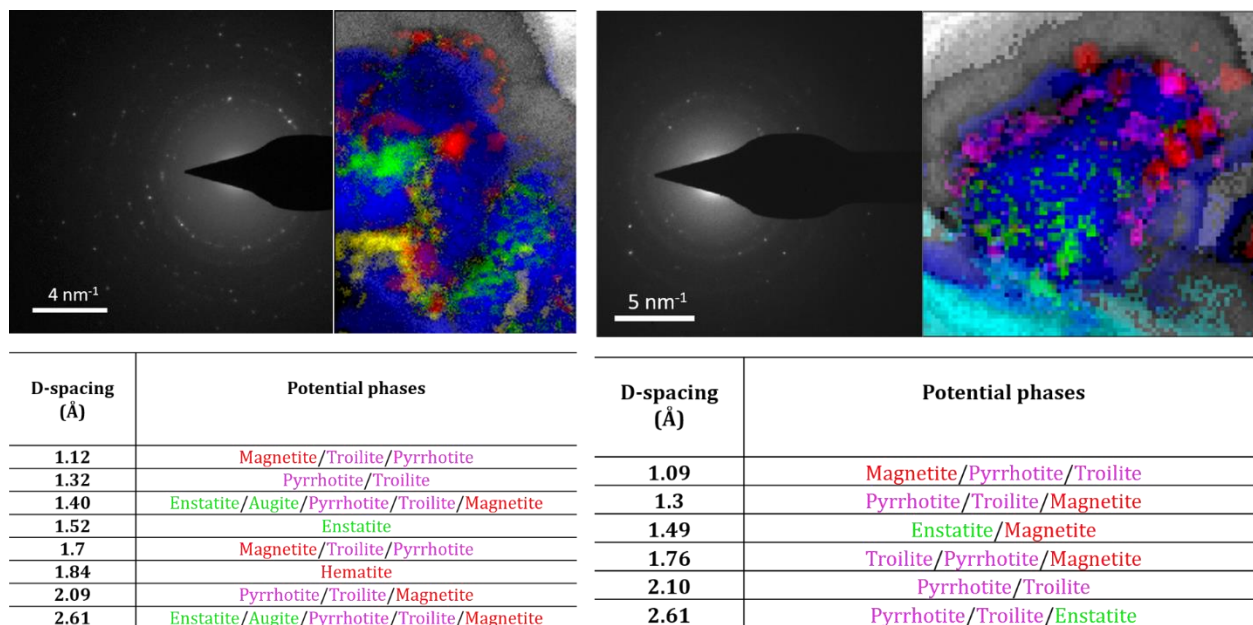 4 nm-1
5 nm-1
D-spacing (Å) Potential phases
1.12 Magnetite/Troilite/Pyrrhotite
1.32 Pyrrhotite/Troilite
1.40 Enstatite/Augite/Pyrrhotite/Troilite/Magnetite
1.52 Enstatite
1.7 Magnetite/Troilite/Pyrrhotite
1.84 Hematite
2.09 Pyrrhotite/Troilite/Magnetite
2.61 Enstatite/Augite/Pyrrhotite/Troilite/Magnetite
D-spacing (Å) Potential phases
1.09 Magnetite/Pyrrhotite/Troilite
1.3 Pyrrhotite/Troilite/Magnetite
1.49 Enstatite/Magnetite
1.76 Troilite/Pyrrhotite/Magnetite
2.10 Pyrrhotite/Troilite
2.61 Pyrrhotite/Troilite/Enstatite